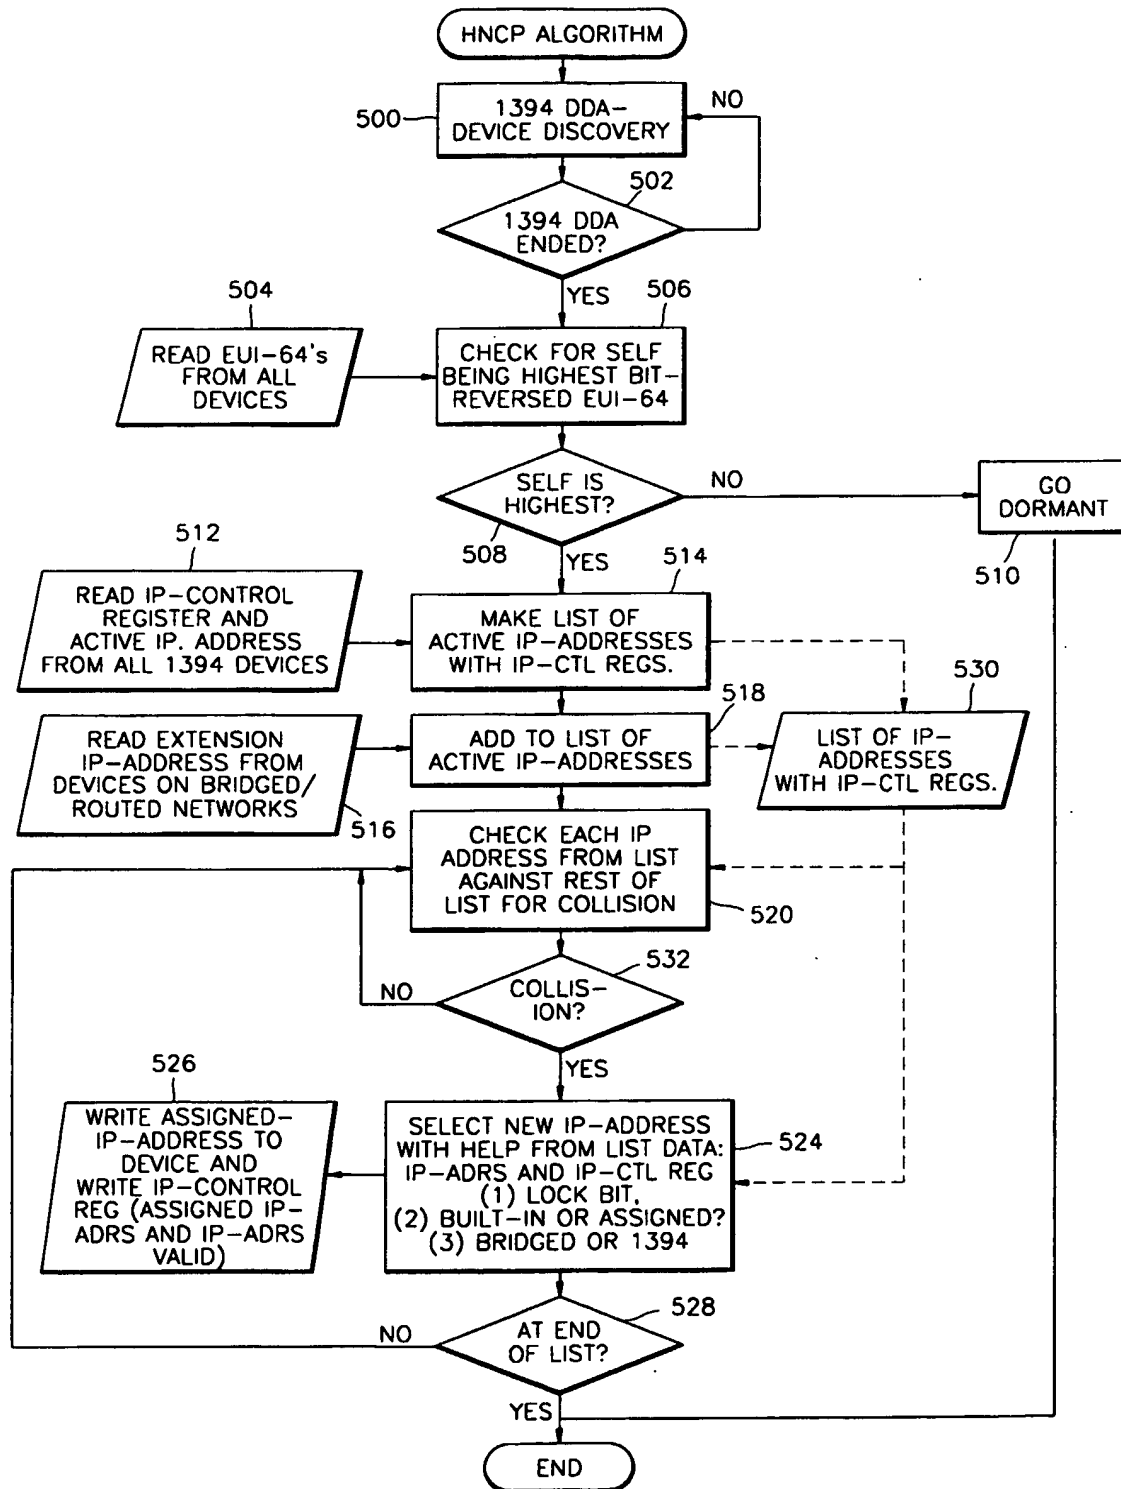 HNCP ALGORITHM
500
1394 DDA-
DEVICE DISCOVERY
NO
502
1394 DDA
ENDED?
YES
504
READ EUI-64's
FROM ALL
DEVICES
506
CHECK FOR SELF
BEING HIGHEST BIT-
REVERSED EUI-64
SELF IS
HIGHEST?
NO
508
YES
GO
DORMANT
510
512
READ IP-CONTROL
REGISTER AND
ACTIVE IP. ADDRESS
FROM ALL 1394 DEVICES
514
MAKE LIST OF
ACTIVE IP-ADDRESSES
WITH IP-CTL REGS.
READ EXTENSION
IP-ADDRESS FROM
DEVICES ON BRIDGED/
ROUTED NETWORKS
516
518
ADD TO LIST OF
ACTIVE IP-ADDRESSES
530
LIST OF IP-
ADDRESSES
WITH IP-CTL REGS.
CHECK EACH IP
ADDRESS FROM LIST
AGAINST REST OF
LIST FOR COLLISION
520
532
COLLIS-
ION?
NO
YES
526
WRITE ASSIGNED-
IP-ADDRESS TO
DEVICE AND
WRITE IP-CONTROL
REG (ASSIGNED IP-
ADRS AND IP-ADRS
VALID)
SELECT NEW IP-ADDRESS
WITH HELP FROM LIST DATA:
IP-ADRS AND IP-CTL REG
(1) LOCK BIT,
(2) BUILT-IN OR ASSIGNED?
(3) BRIDGED OR 1394
524
528
AT END
OF LIST?
NO
YES
END